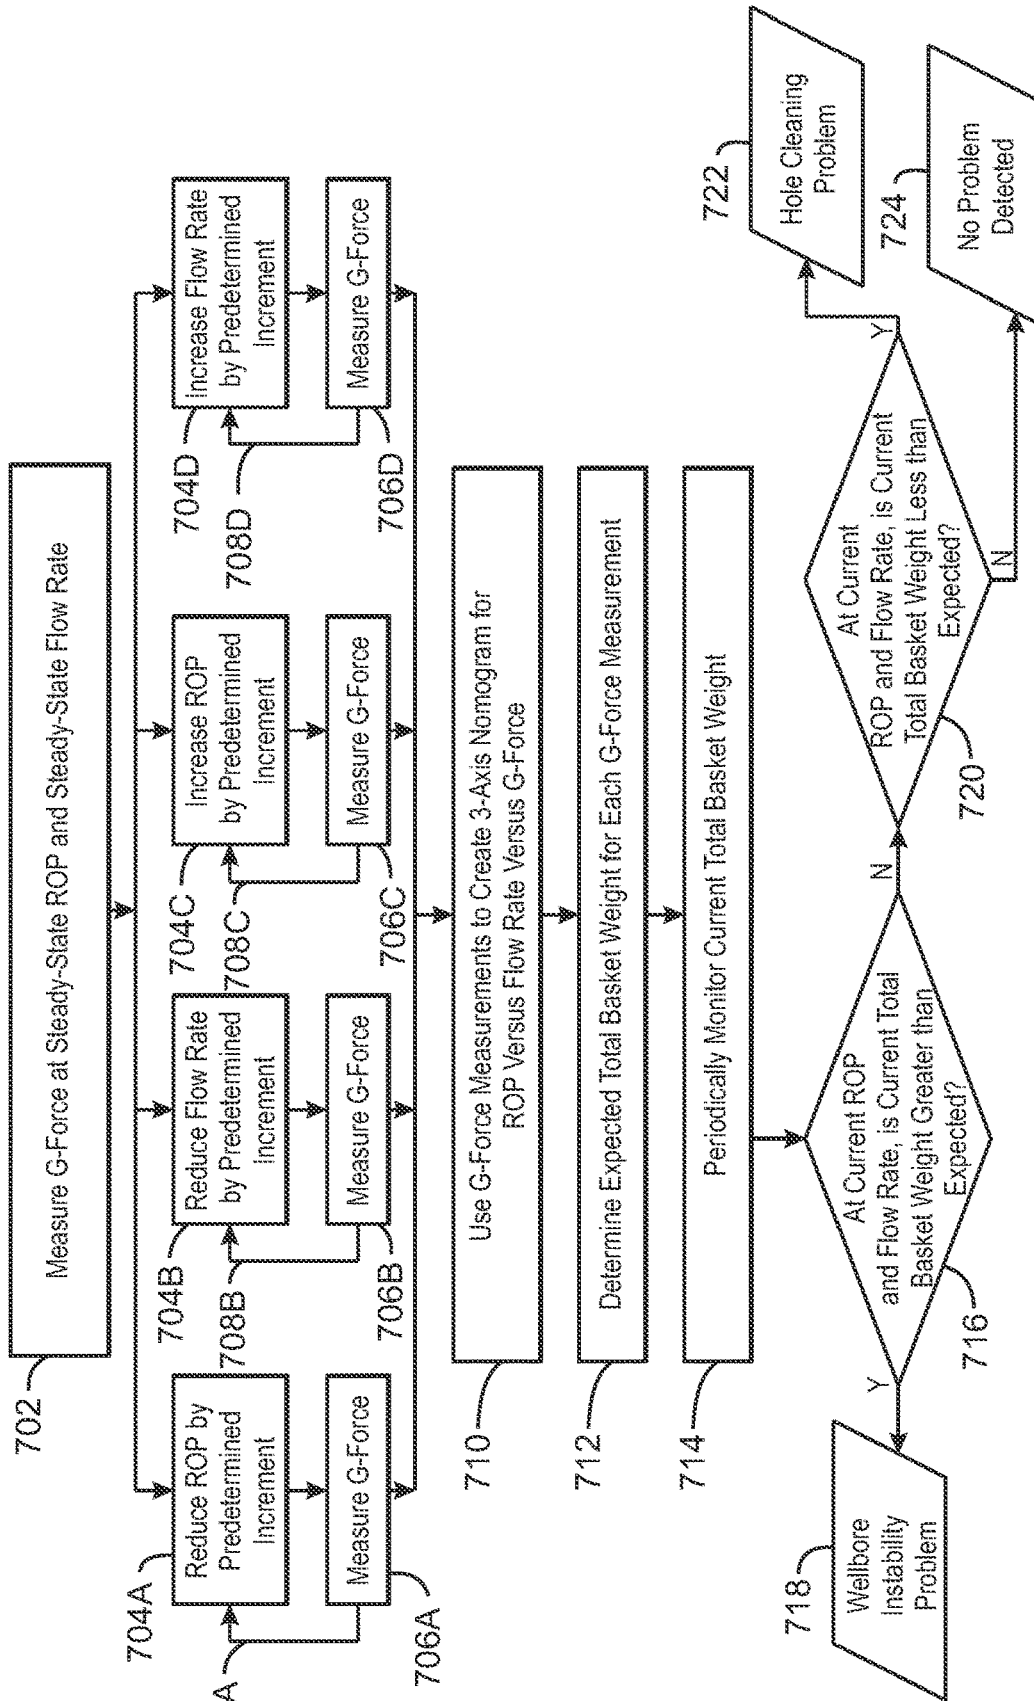 702
Measure G-Force at Steady-State ROP and Steady-State Flow Rate
704A
Reduce ROP by
Predetermined
Increment
704B
Reduce Flow Rate
by Predetermined
Increment
704C
Increase ROP
by Predetermined
Increment
704D
Increase Flow Rate
by Predetermined
Increment
A
708B
708C
708D
Measure G-Force
Measure G-Force
Measure G-Force
Measure G-Force
706A
706B
706C
706D
710
Use G-Force Measurements to Create 3-Axis Nomogram for
ROP Versus Flow Rate Versus G-Force
712
Determine Expected Total Basket Weight for Each G-Force Measurement
714
Periodically Monitor Current Total Basket Weight
716
At Current ROP
and Flow Rate, is Current Total
Basket Weight Greater than
Expected?
Y
N
718
Wellbore
Instability
Problem
720
At Current
ROP and Flow Rate, is Current
Total Basket Weight Less than
Expected?
Y
N
722
Hole Cleaning
Problem
724
No Problem
Detected